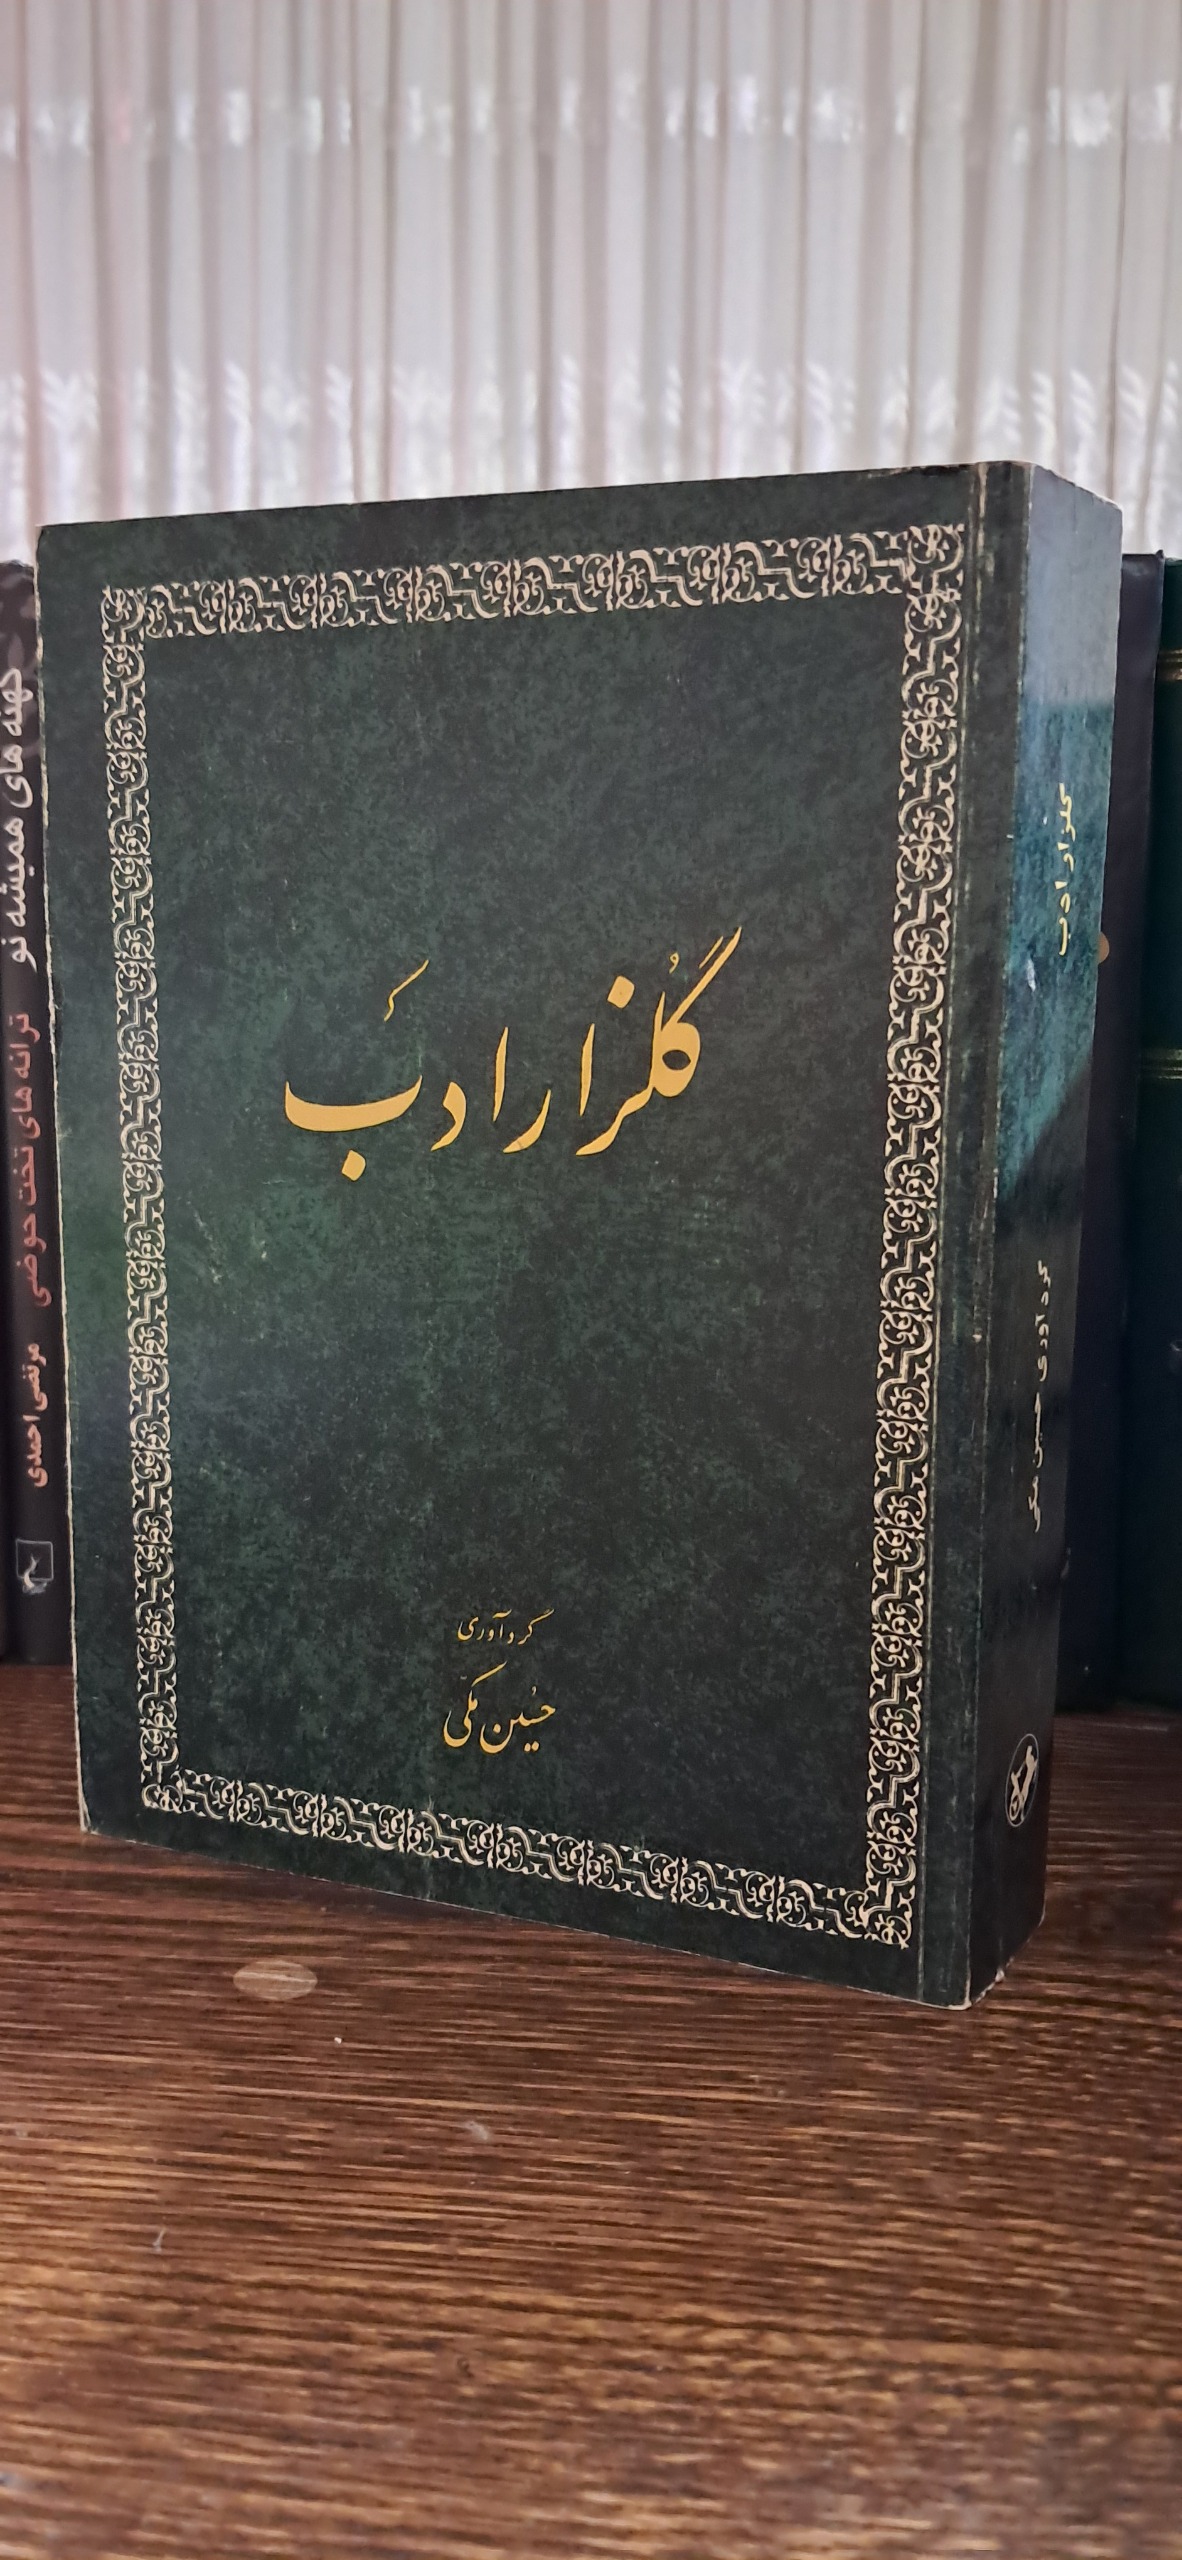 گلزار ادب
گردآوری
حسین مکی
گلزار ادب
گردآوری حسین مکی
کهنه های همیشه نو
ترانه های تخت حوضی
مرتضی احمدی